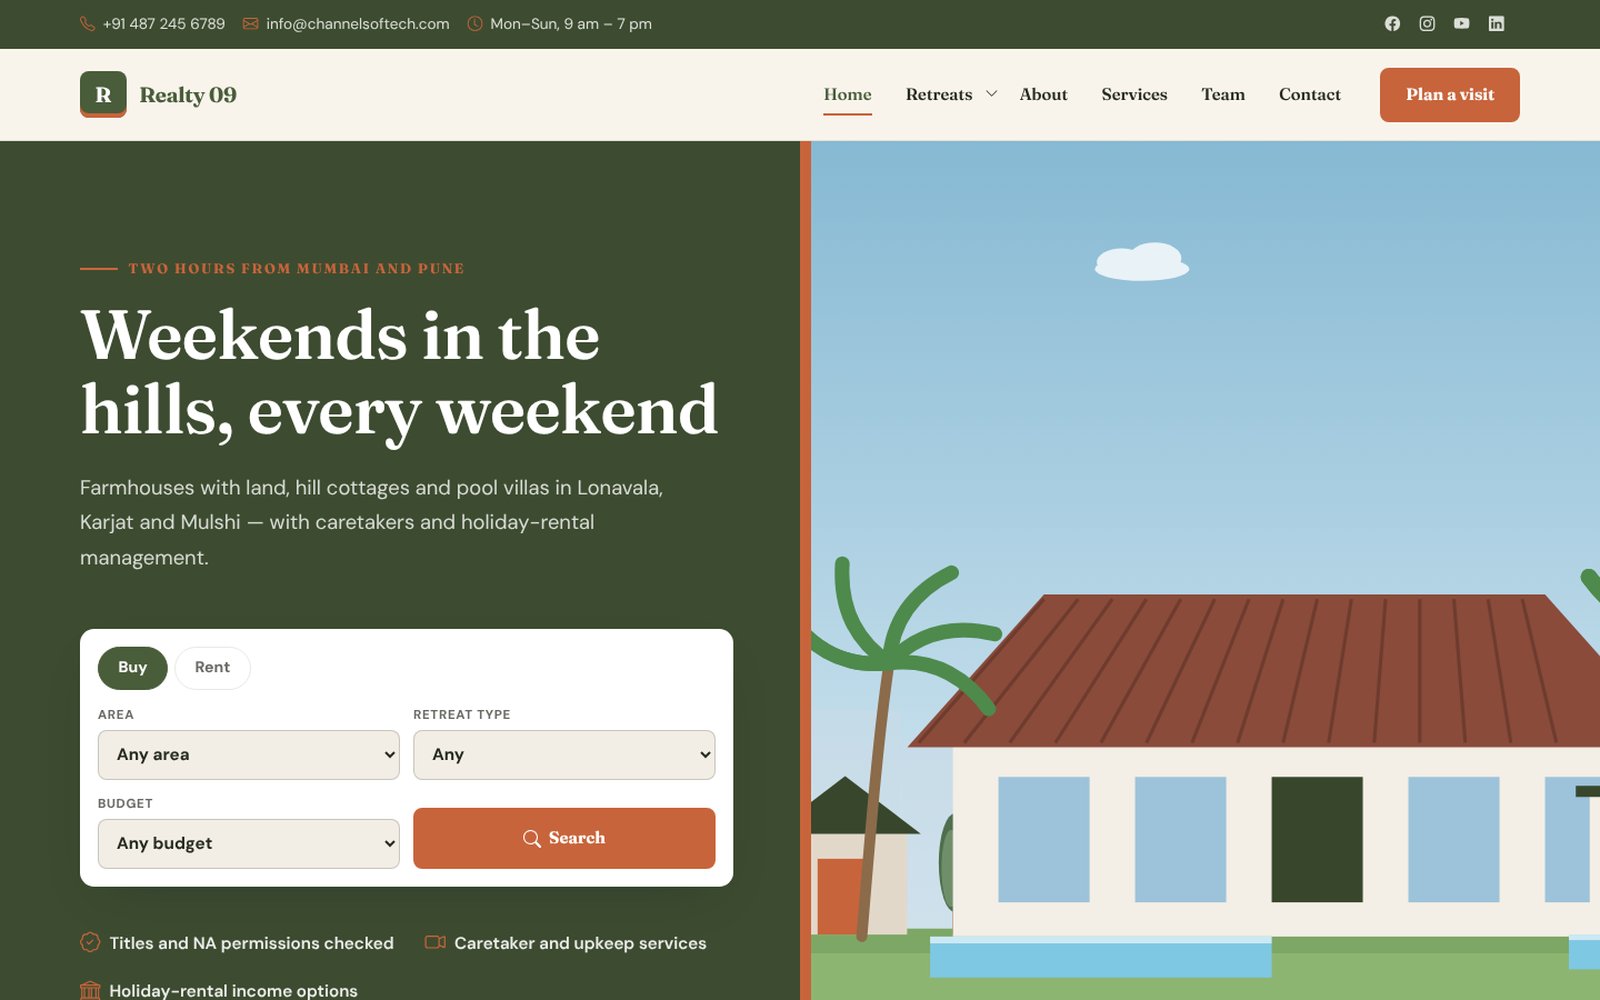 +91 487 245 6789
info@channelsoftech.com
Mon–Sun, 9 am – 7 pm
R
Realty 09
Home
Retreats
About
Services
Team
Contact
Plan a visit
TWO HOURS FROM MUMBAI AND PUNE
Weekends in the
hills, every weekend
Farmhouses with land, hill cottages and pool villas in Lonavala,
Karjat and Mulshi — with caretakers and holiday-rental
management.
Buy
Rent
AREA
RETREAT TYPE
Any area
Any
BUDGET
Any budget
Search
Titles and NA permissions checked
Caretaker and upkeep services
Holiday-rental income options